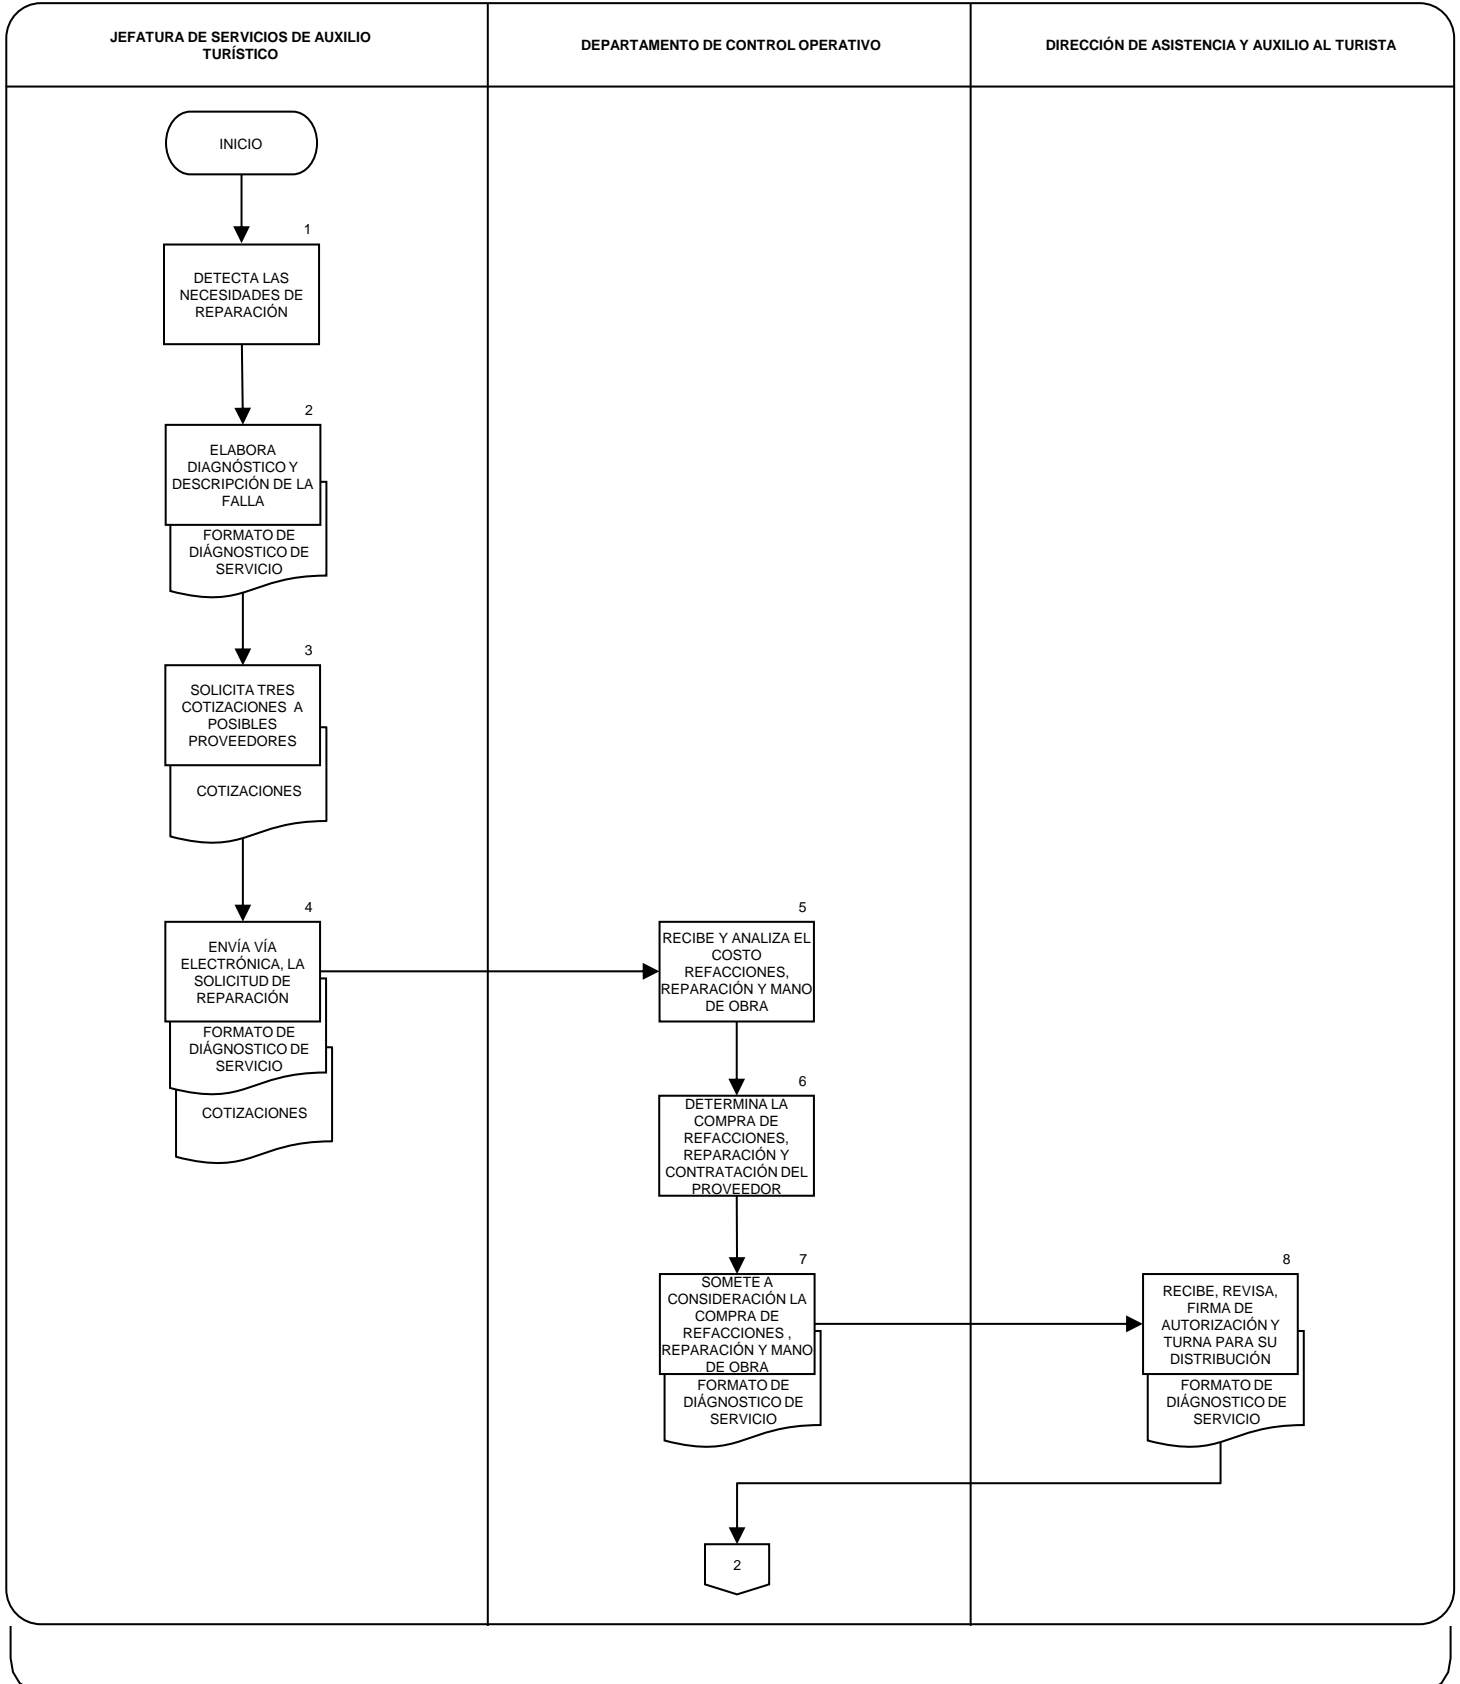 JEFATURA DE SERVICIOS DE AUXILIO
TURÍSTICO
DEPARTAMENTO DE CONTROL OPERATIVO
DIRECCIÓN DE ASISTENCIA Y AUXILIO AL TURISTA
INICIO
1
DETECTA LAS
NECESIDADES DE
REPARACIÓN
2
ELABORA
DIAGNÓSTICO Y
DESCRIPCIÓN DE LA
FALLA
FORMATO DE
DIÁGNOSTICO DE
SERVICIO
3
SOLICITA TRES
COTIZACIONES A
POSIBLES
PROVEEDORES
COTIZACIONES
4
ENVÍA VÍA
ELECTRÓNICA, LA
SOLICITUD DE
REPARACIÓN
FORMATO DE
DIÁGNOSTICO DE
SERVICIO
COTIZACIONES
5
RECIBE Y ANALIZA EL
COSTO
REFACCIONES,
REPARACIÓN Y MANO
DE OBRA
6
DETERMINA LA
COMPRA DE
REFACCIONES,
REPARACIÓN Y
CONTRATACIÓN DEL
PROVEEDOR
7
SOMETE A
CONSIDERACIÓN LA
COMPRA DE
REFACCIONES ,
REPARACIÓN Y MANO
DE OBRA
FORMATO DE
DIÁGNOSTICO DE
SERVICIO
8
RECIBE, REVISA,
FIRMA DE
AUTORIZACIÓN Y
TURNA PARA SU
DISTRIBUCIÓN
FORMATO DE
DIÁGNOSTICO DE
SERVICIO
2